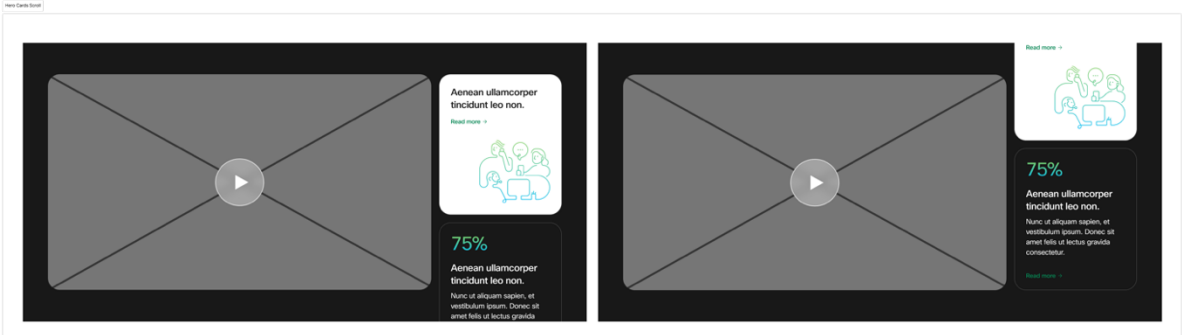 Hero Cards Scroll
Aenean ullamcorper
tincidunt leo non.
Read more →
75%
Aenean ullamcorper
tincidunt leo non.
Nunc ut aliquam sapien, et
vestibulum ipsum. Donec sit
amet felis ut lectus gravida
Read more →
75%
Aenean ullamcorper
tincidunt leo non.
Nunc ut aliquam sapien, et
vestibulum ipsum. Donec sit
amet felis ut lectus gravida
consectetur.
Read more →